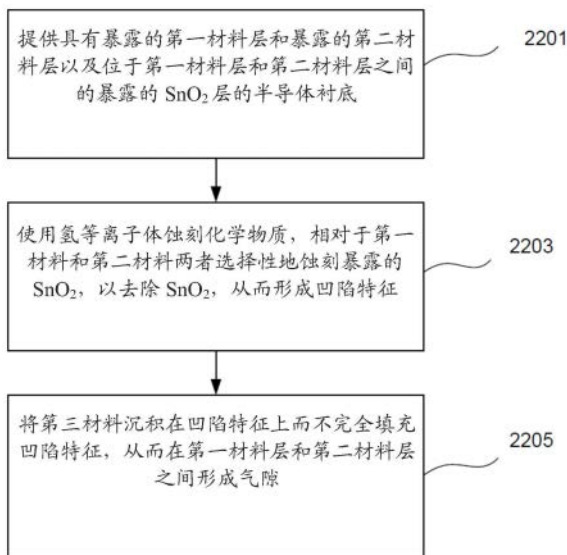 提供具有暴露的第一材料层和暴露的第二材
料层以及位于第一材料层和第二材料层之间
的暴露的 SnO₂ 层的半导体衬底
2201
使用氢等离子体蚀刻化学物质，相对于第一
材料和第二材料两者选择性地蚀刻暴露的
SnO₂，以去除 SnO₂，从而形成凹陷特征
2203
将第三材料沉积在凹陷特征上而不完全填充
凹陷特征，从而在第一材料层和第二材料层
之间形成气隙
2205